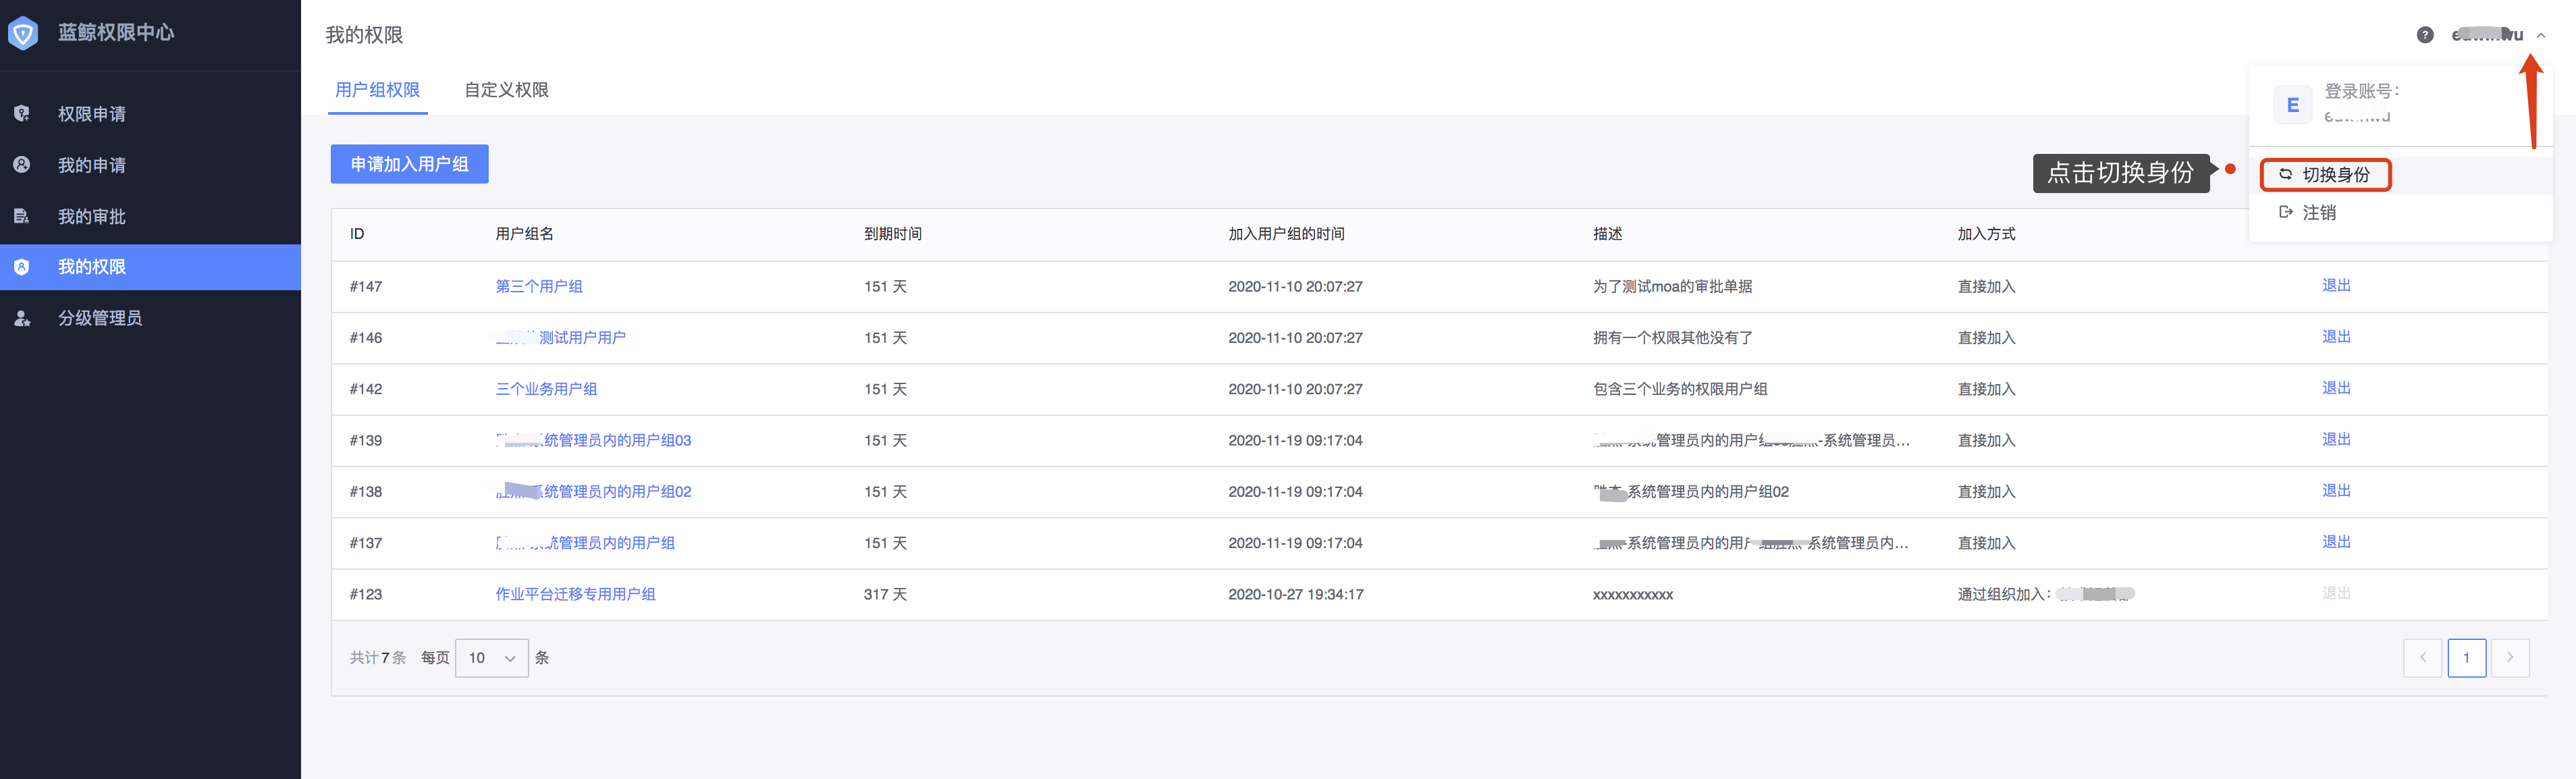 蓝鲸权限中心
权限申请
我的申请
我的审批
我的权限
分级管理员
我的权限
用户组权限 自定义权限
登录账号：
E
点击切换身份
切换身份
注销
申请加入用户组
ID 用户组名 到期时间 加入用户组的时间 描述 加入方式
#147 第三个用户组 151 天 2020-11-10 20:07:27 为了测试moa的审批单据 直接加入 退出
#146 测试用户用户 151 天 2020-11-10 20:07:27 拥有一个权限其他没有了 直接加入 退出
#142 三个业务用户组 151 天 2020-11-10 20:07:27 包含三个业务的权限用户组 直接加入 退出
#139 系统管理员内的用户组03 151 天 2020-11-19 09:17:04 系统管理员内的用户 -系统管理员... 直接加入 退出
#138 系统管理员内的用户组02 151 天 2020-11-19 09:17:04 系统管理员内的用户组02 直接加入 退出
#137 系统管理员内的用户组 151 天 2020-11-19 09:17:04 -系统管理员内的用户 系统管理员内... 直接加入 退出
#123 作业平台迁移专用用户组 317 天 2020-10-27 19:34:17 xxxxxxxxxxx 通过组织加入： 退出
共计7条 每页 10 条
1